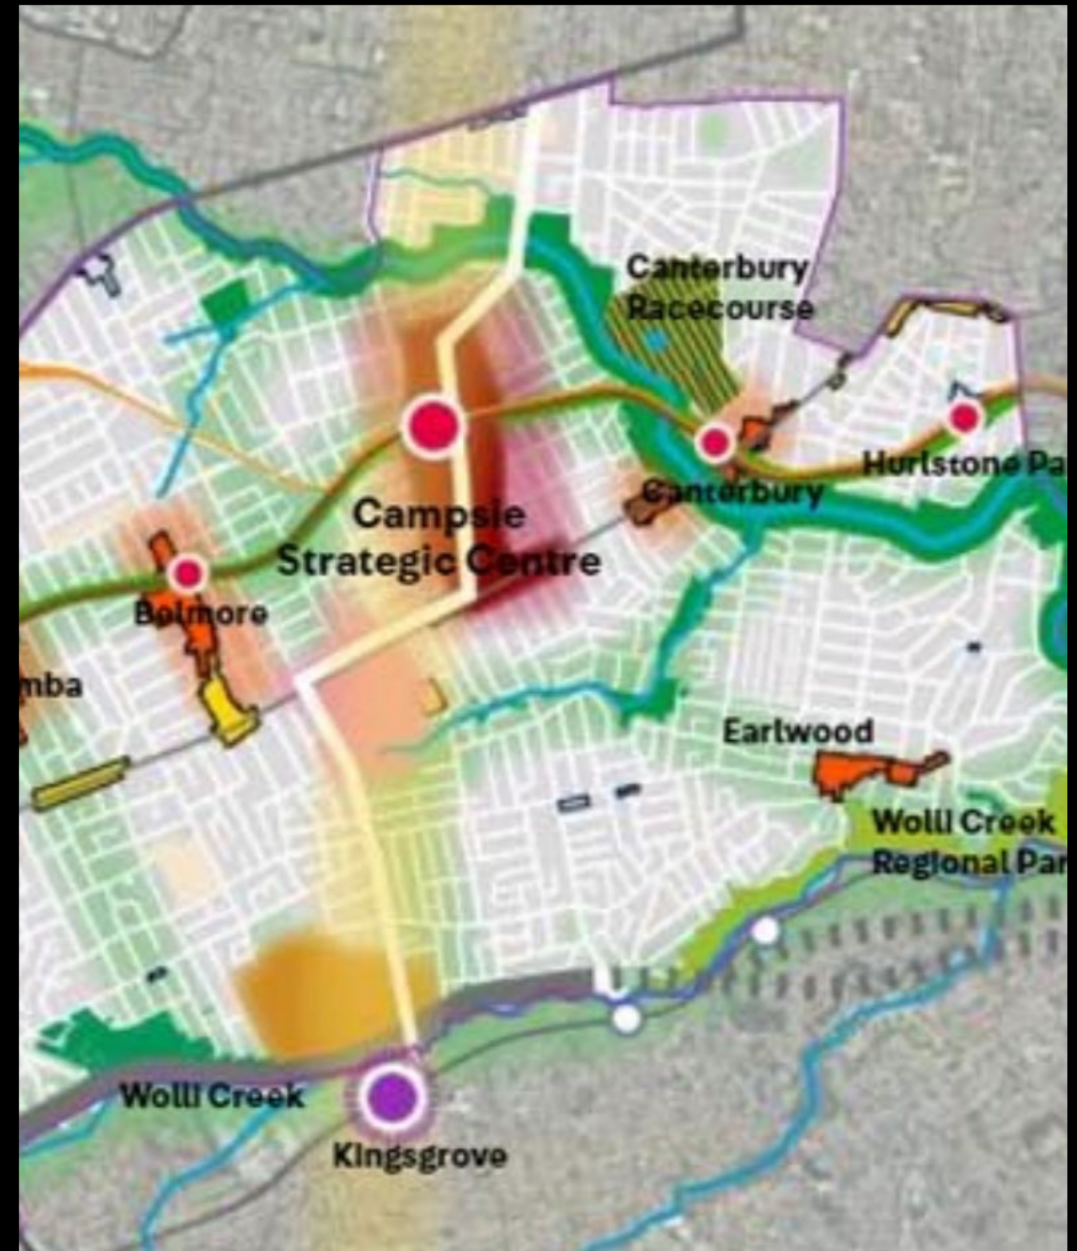 Canterbury
Racecourse
Hurlstone Pa
Canterbury
Campsie
Strategic Centre
Belmore
mba
Earlwood
Wolli Creek
Regional Par
Wolli Creek
Kingsgrove